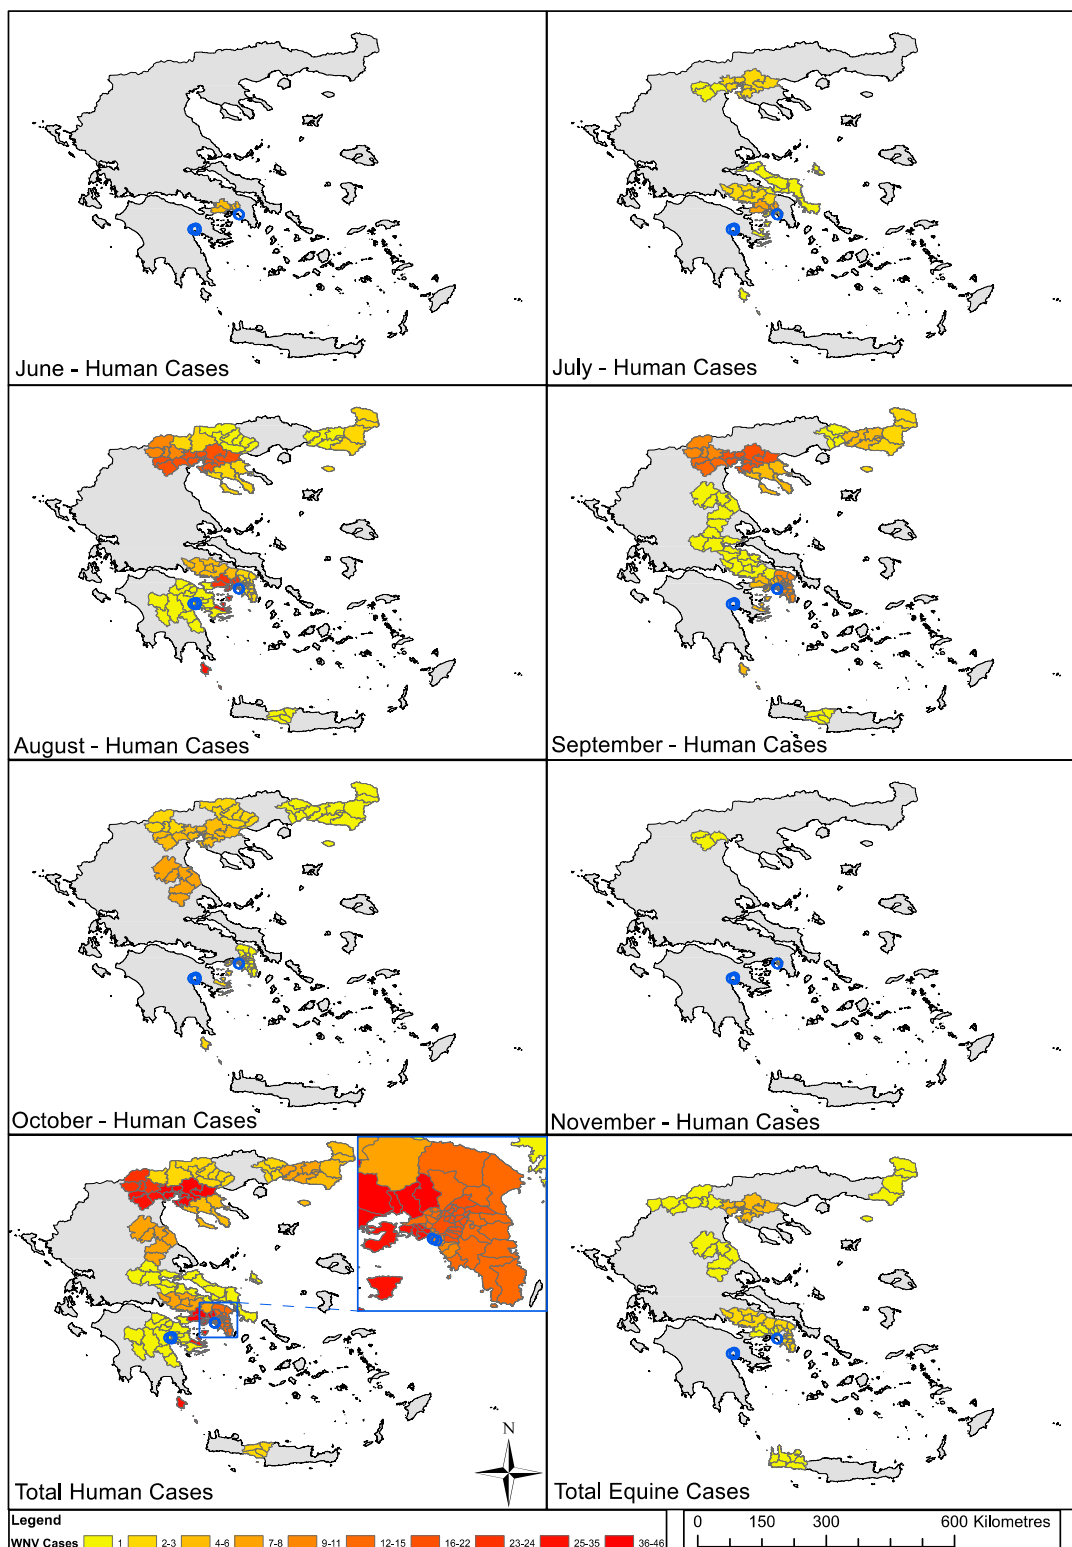 June - Human Cases
July - Human Cases
August - Human Cases
September - Human Cases
October - Human Cases
November - Human Cases
N
Total Human Cases
Total Equine Cases
Legend
WNV Cases 1 2-3 4-6 7-8 9-11 12-15 16-22 23-24 25-35 36-46
0 150 300 600 Kilometres